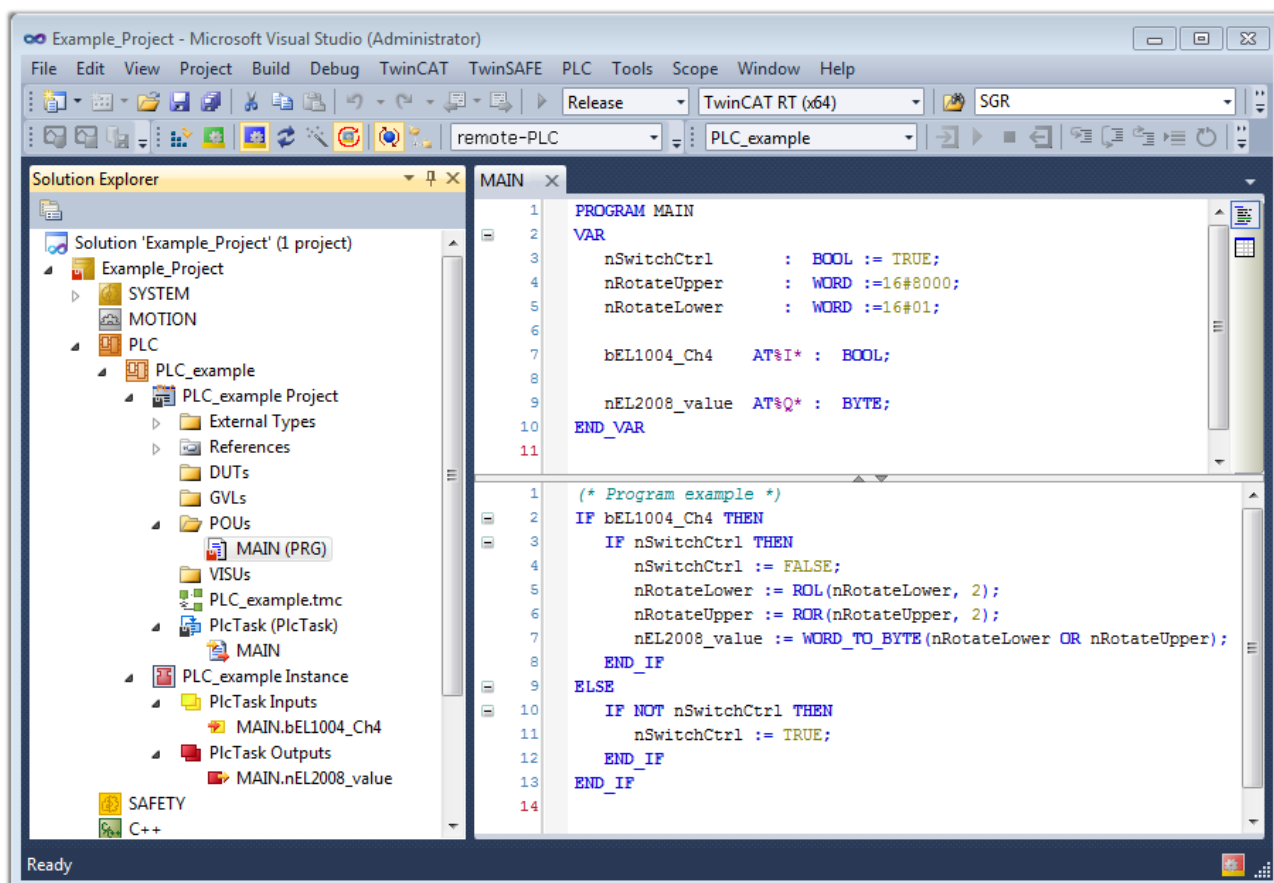 Example_Project - Microsoft Visual Studio (Administrator)
File Edit View Project Build Debug TwinCAT TwinSAFE PLC Tools Scope Window Help
Release TwinCAT RT (x64) SGR
remote-PLC PLC_example
Solution Explorer
Solution 'Example_Project' (1 project)
Example_Project
SYSTEM
MOTION
PLC
PLC_example
PLC_example Project
External Types
References
DUTs
GVLs
POUs
MAIN (PRG)
VISUs
PLC_example.tmc
PlcTask (PlcTask)
MAIN
PLC_example Instance
PlcTask Inputs
MAIN.bEL1004_Ch4
PlcTask Outputs
MAIN.nEL2008_value
SAFETY
C++
MAIN
1 PROGRAM MAIN
2 VAR
3 nSwitchCtrl : BOOL := TRUE;
4 nRotateUpper : WORD :=16#8000;
5 nRotateLower : WORD :=16#01;
6
7 bEL1004_Ch4 AT%I* : BOOL;
8
9 nEL2008_value AT%Q* : BYTE;
10 END_VAR
11
1 (* Program example *)
2 IF bEL1004_Ch4 THEN
3 IF nSwitchCtrl THEN
4 nSwitchCtrl := FALSE;
5 nRotateLower := ROL(nRotateLower, 2);
6 nRotateUpper := ROR(nRotateUpper, 2);
7 nEL2008_value := WORD_TO_BYTE(nRotateLower OR nRotateUpper);
8 END_IF
9 ELSE
10 IF NOT nSwitchCtrl THEN
11 nSwitchCtrl := TRUE;
12 END_IF
13 END_IF
14
Ready